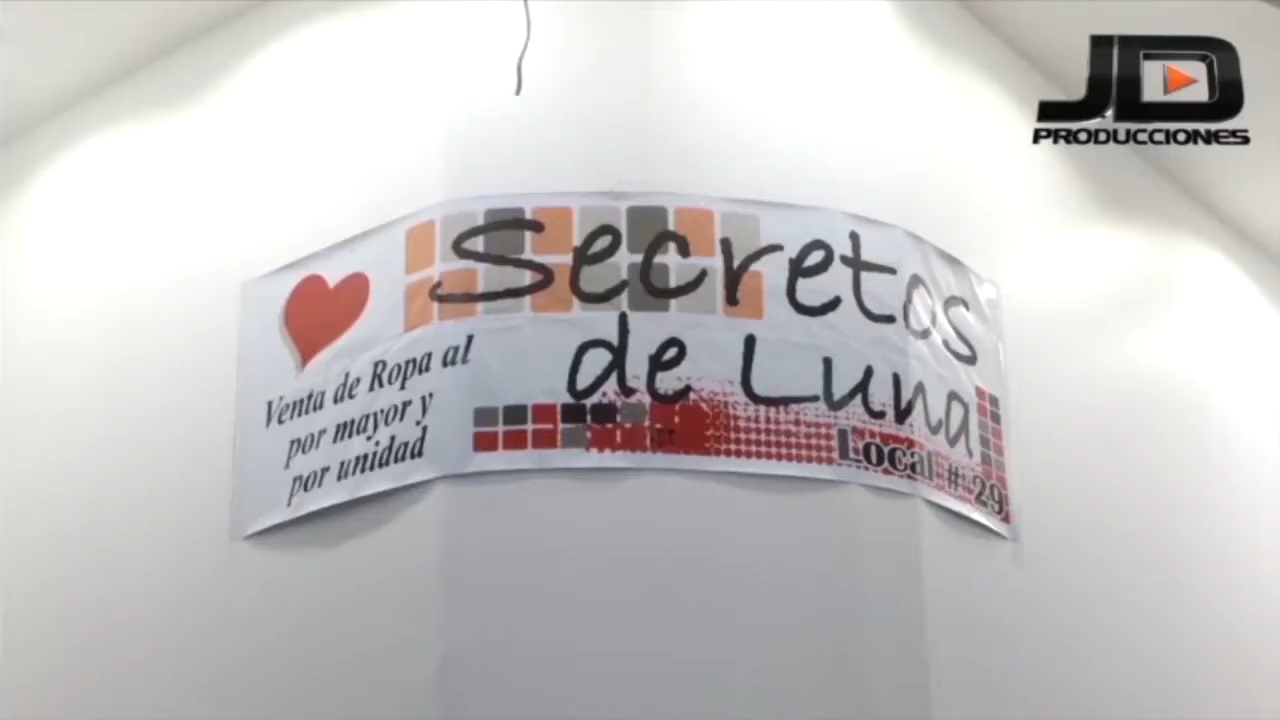 JD
PRODUCCIONES
Secretos
de Luna
Venta de Ropa al
por mayor y
por unidad
Local # 29